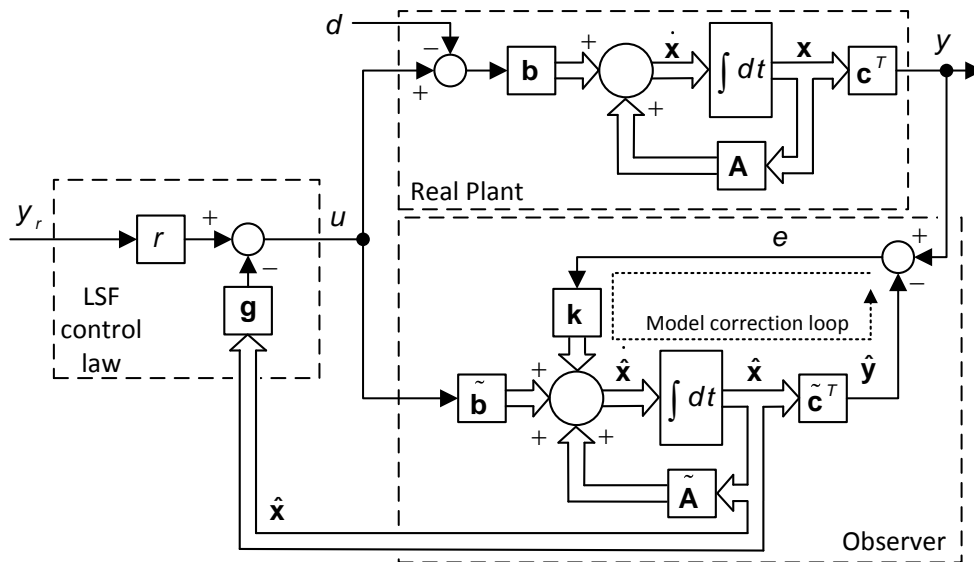 d
−
+
b
+
+
ẋ
∫ dt
x
c^T
y
A
Real Plant
y_r
r
+
−
u
g
LSF
control
law
e
+
−
k
Model correction loop
b̃
+
+
+
x̂̇
∫ dt
x̂
c̃^T
ŷ
Ã
x̂
Observer